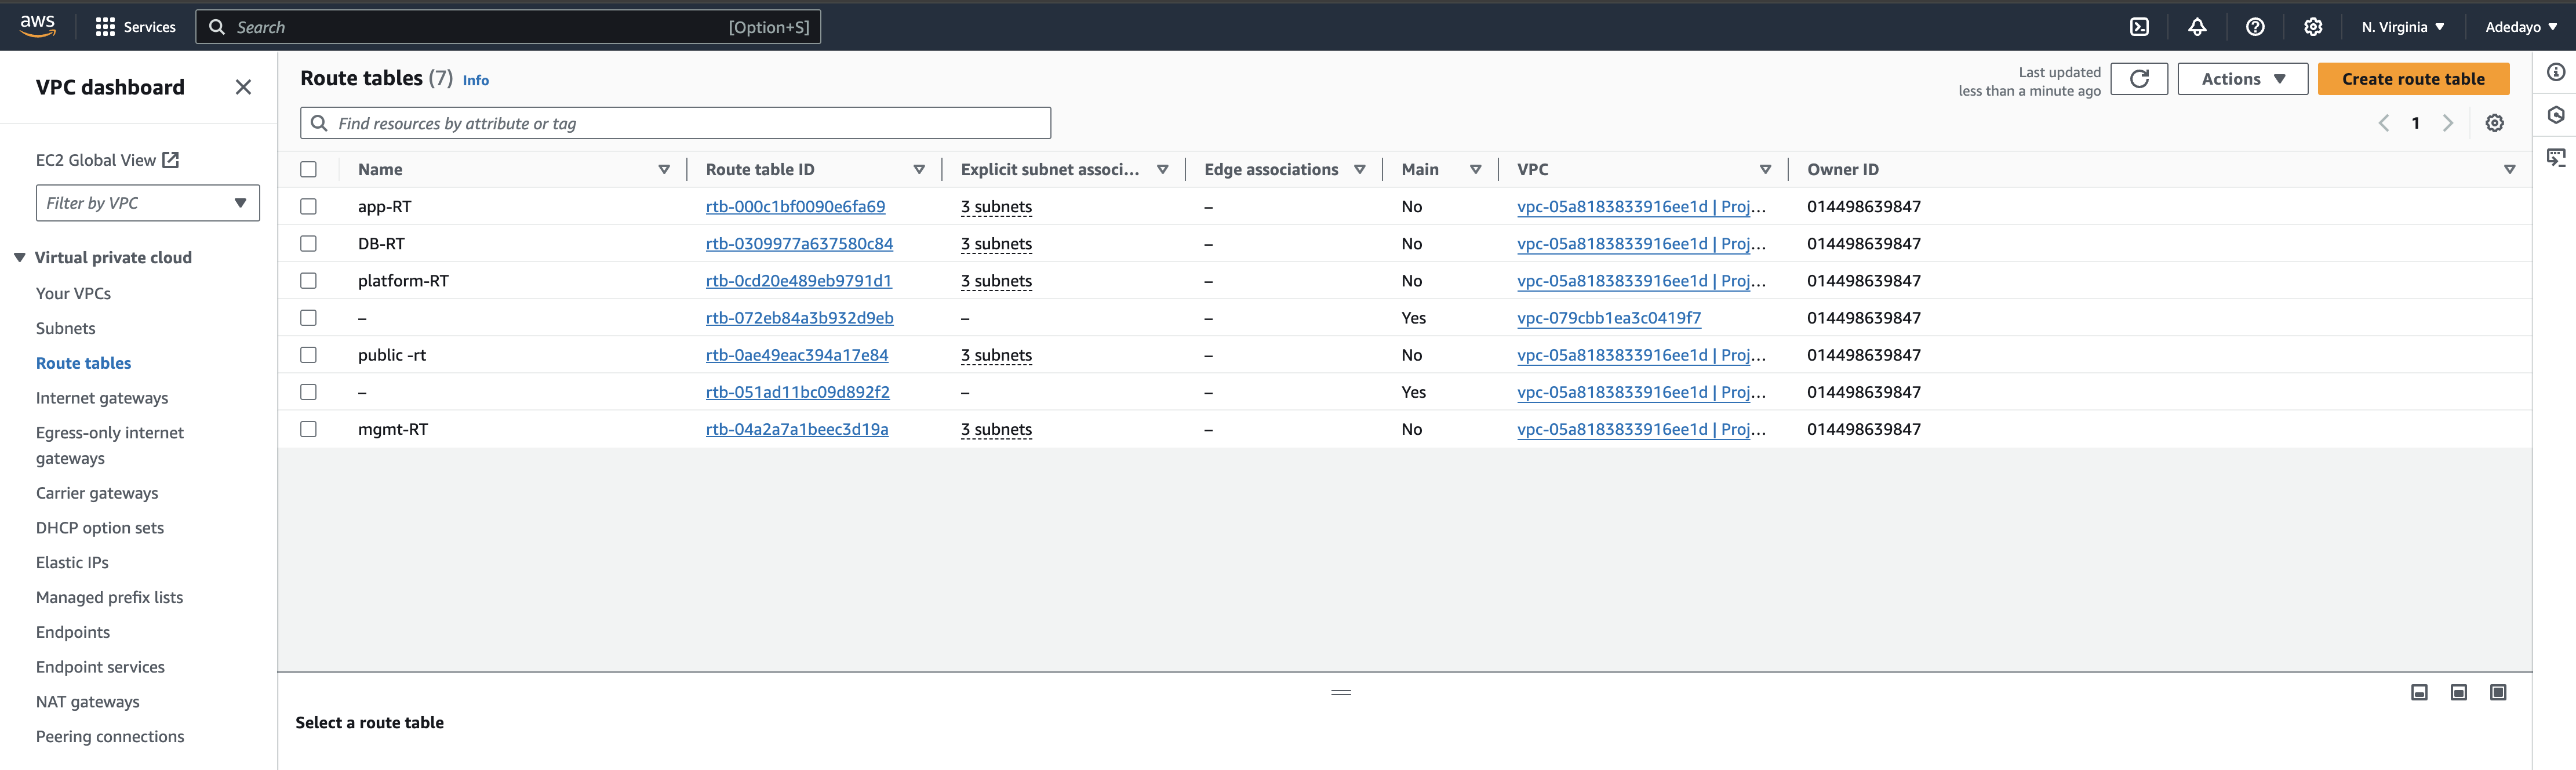 aws
Services
Search
[Option+S]
N. Virginia
Adedayo
VPC dashboard
EC2 Global View
Filter by VPC
Virtual private cloud
Your VPCs
Subnets
Route tables
Internet gateways
Egress-only internet
gateways
Carrier gateways
DHCP option sets
Elastic IPs
Managed prefix lists
Endpoints
Endpoint services
NAT gateways
Peering connections
Route tables (7) Info
Last updated
less than a minute ago
Actions
Create route table
Find resources by attribute or tag
1
Name Route table ID Explicit subnet associ... Edge associations Main VPC Owner ID
app-RT rtb-000c1bf0090e6fa69 3 subnets – No vpc-05a8183833916ee1d | Proj... 014498639847
DB-RT rtb-0309977a637580c84 3 subnets – No vpc-05a8183833916ee1d | Proj... 014498639847
platform-RT rtb-0cd20e489eb9791d1 3 subnets – No vpc-05a8183833916ee1d | Proj... 014498639847
– rtb-072eb84a3b932d9eb – – Yes vpc-079cbb1ea3c0419f7 014498639847
public -rt rtb-0ae49eac394a17e84 3 subnets – No vpc-05a8183833916ee1d | Proj... 014498639847
– rtb-051ad11bc09d892f2 – – Yes vpc-05a8183833916ee1d | Proj... 014498639847
mgmt-RT rtb-04a2a7a1beec3d19a 3 subnets – No vpc-05a8183833916ee1d | Proj... 014498639847
Select a route table